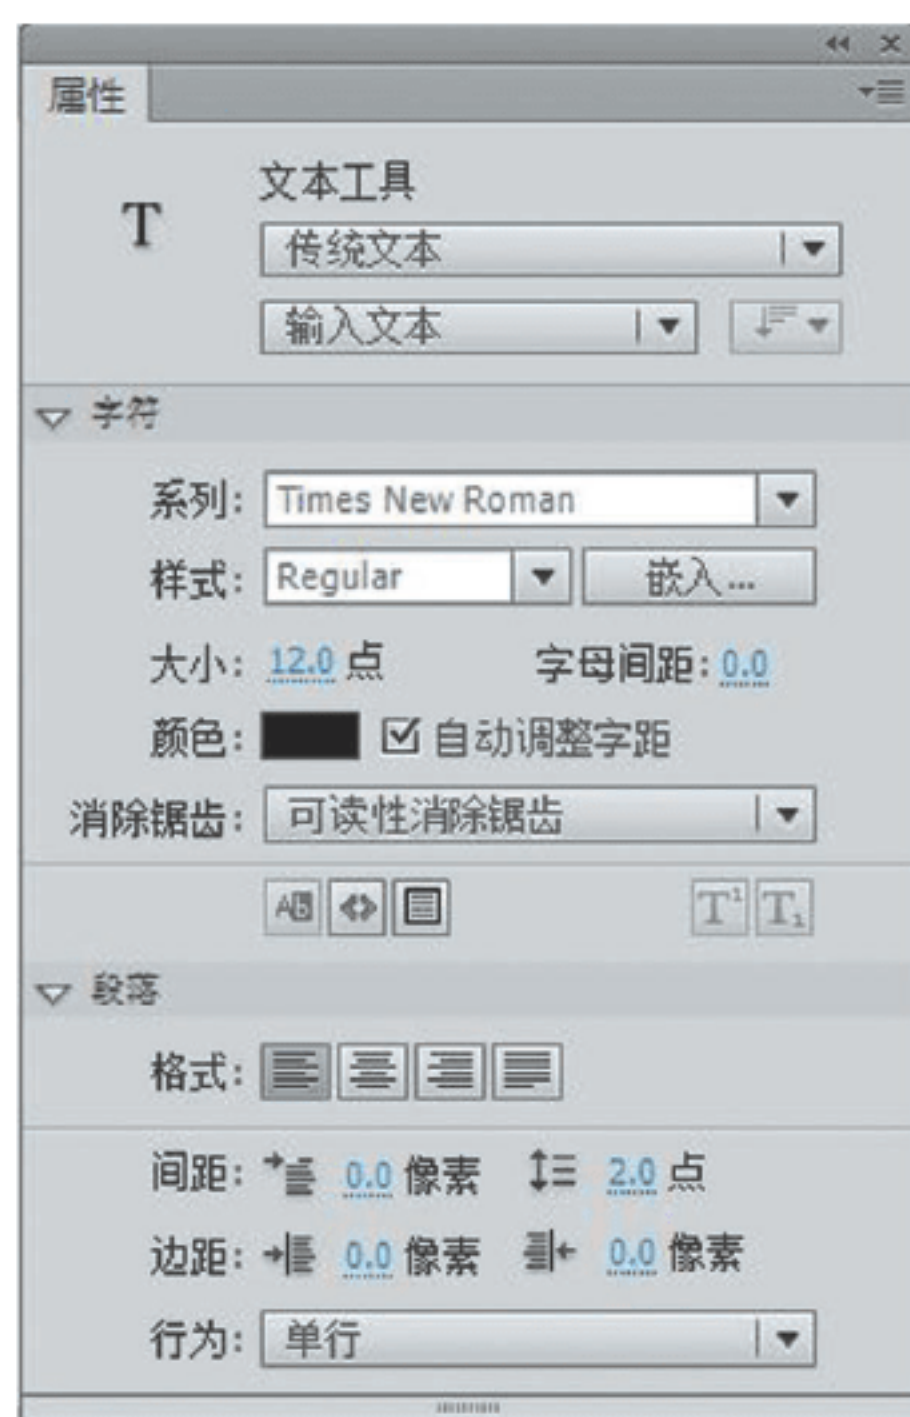 属性
文本工具
T
传统文本
输入文本
字符
系列: Times New Roman
样式: Regular 嵌入...
大小: 12.0 点 字母间距: 0.0
颜色: 自动调整字距
消除锯齿: 可读性消除锯齿
AB T¹ T₁
段落
格式:
间距: 0.0 像素 2.0 点
边距: 0.0 像素 0.0 像素
行为: 单行